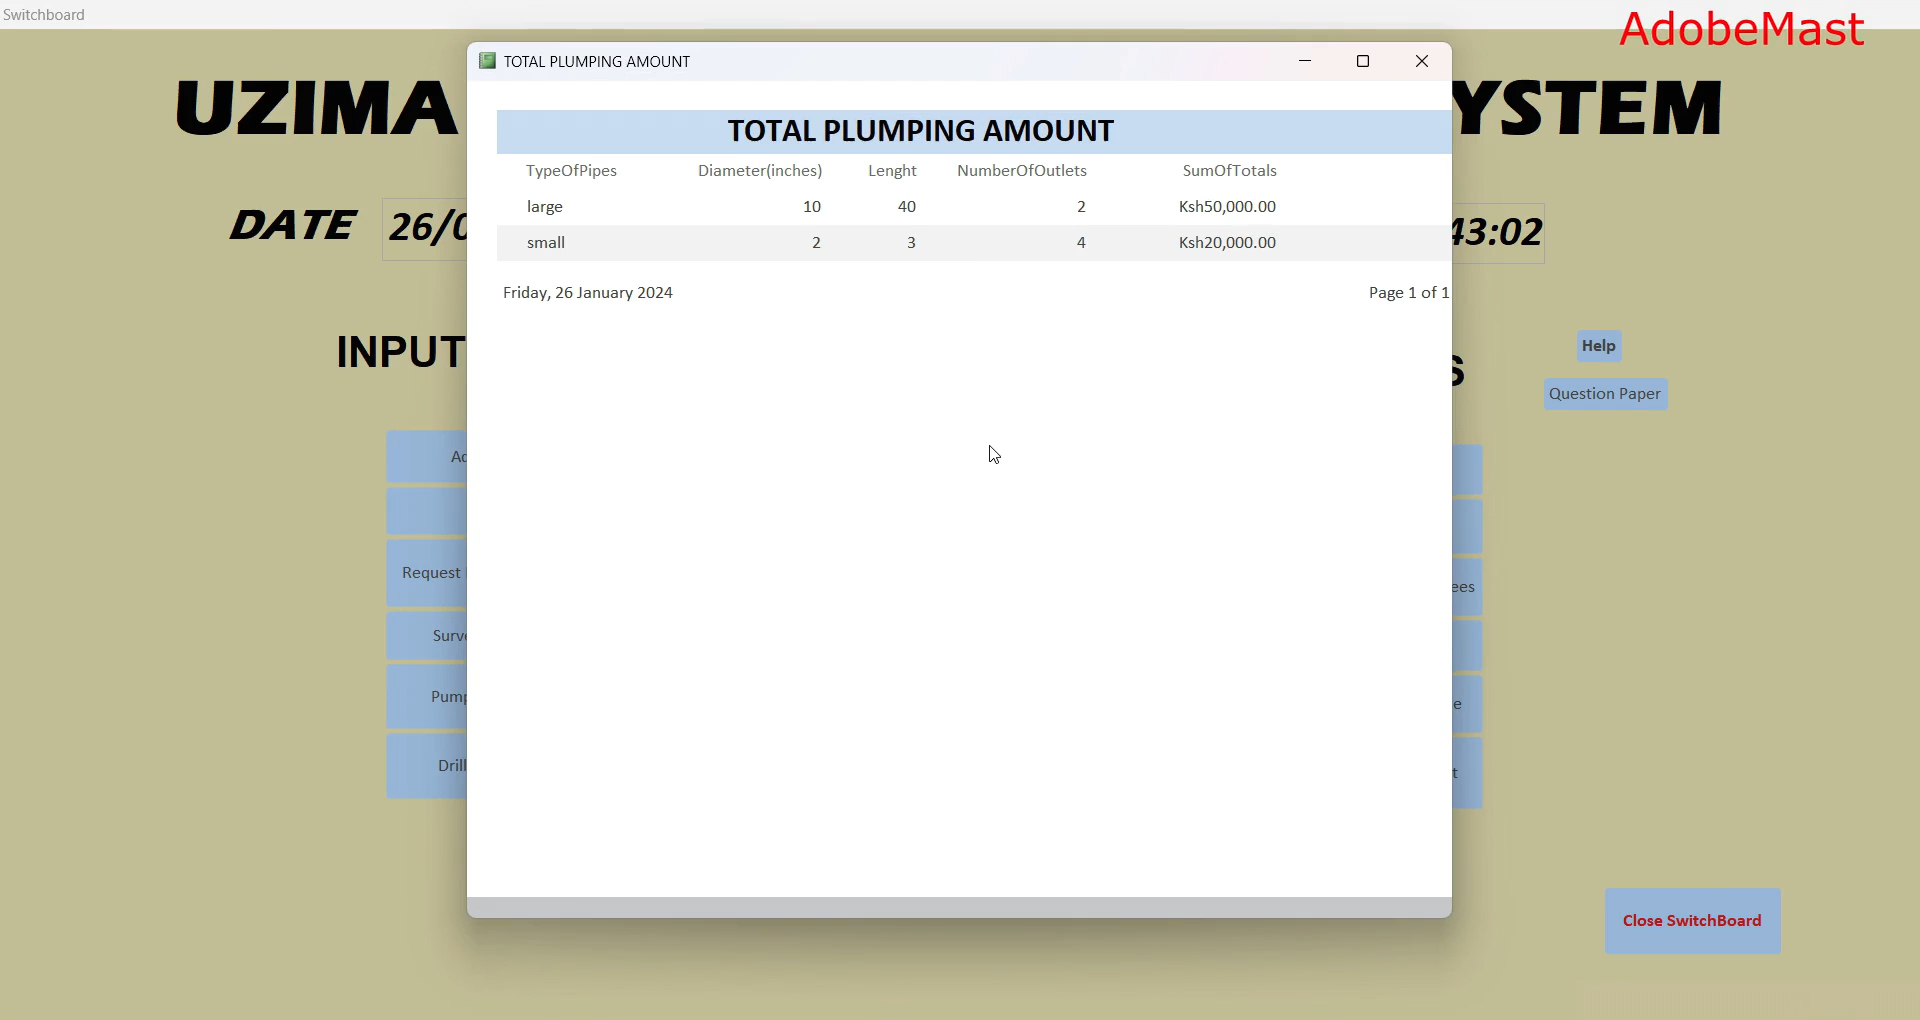 Switchboard
AdobeMast
TOTAL PLUMPING AMOUNT
UZIMA
YSTEM
TOTAL PLUMPING AMOUNT
TypeOfPipes Diameter(inches) Lenght NumberOfOutlets SumOfTotals
large 10 40 2 Ksh50,000.00
small 2 3 4 Ksh20,000.00
DATE 26/0
43:02
Friday, 26 January 2024 Page 1 of 1
INPUT
S
Help
Question Paper
Ac
Request
ees
Surve
Pump
e
Drill
t
Close SwitchBoard